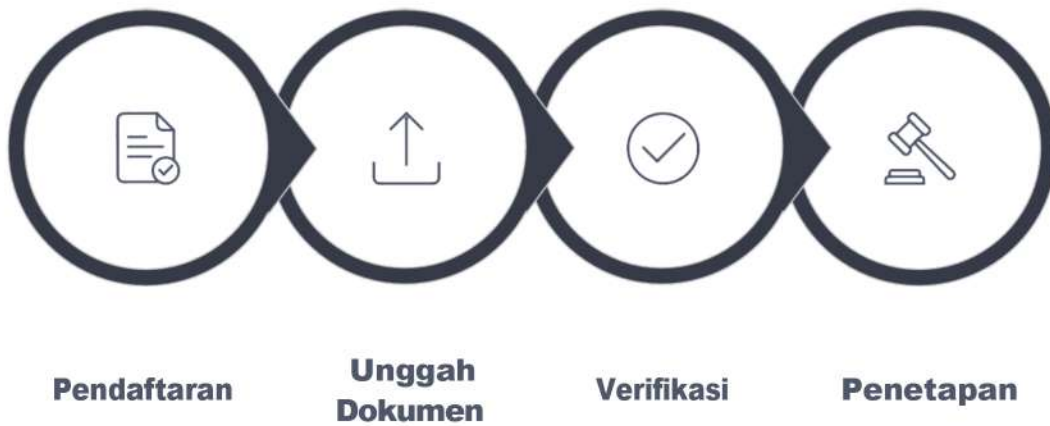 Pendaftaran
Unggah
Dokumen
Verifikasi
Penetapan